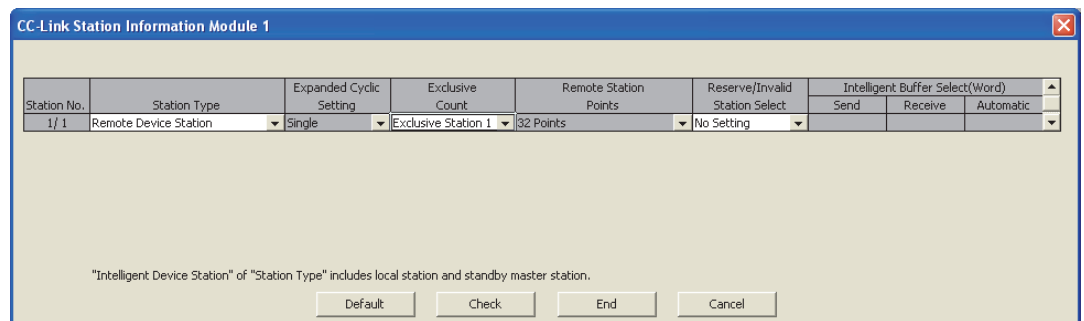 CC-Link Station Information Module 1
Expanded Cyclic Exclusive Remote Station Reserve/Invalid Intelligent Buffer Select(Word)
Station No. Station Type Setting Count Points Station Select Send Receive Automatic
1/ 1 Remote Device Station Single Exclusive Station 1 32 Points No Setting
"Intelligent Device Station" of "Station Type" includes local station and standby master station.
Default Check End Cancel